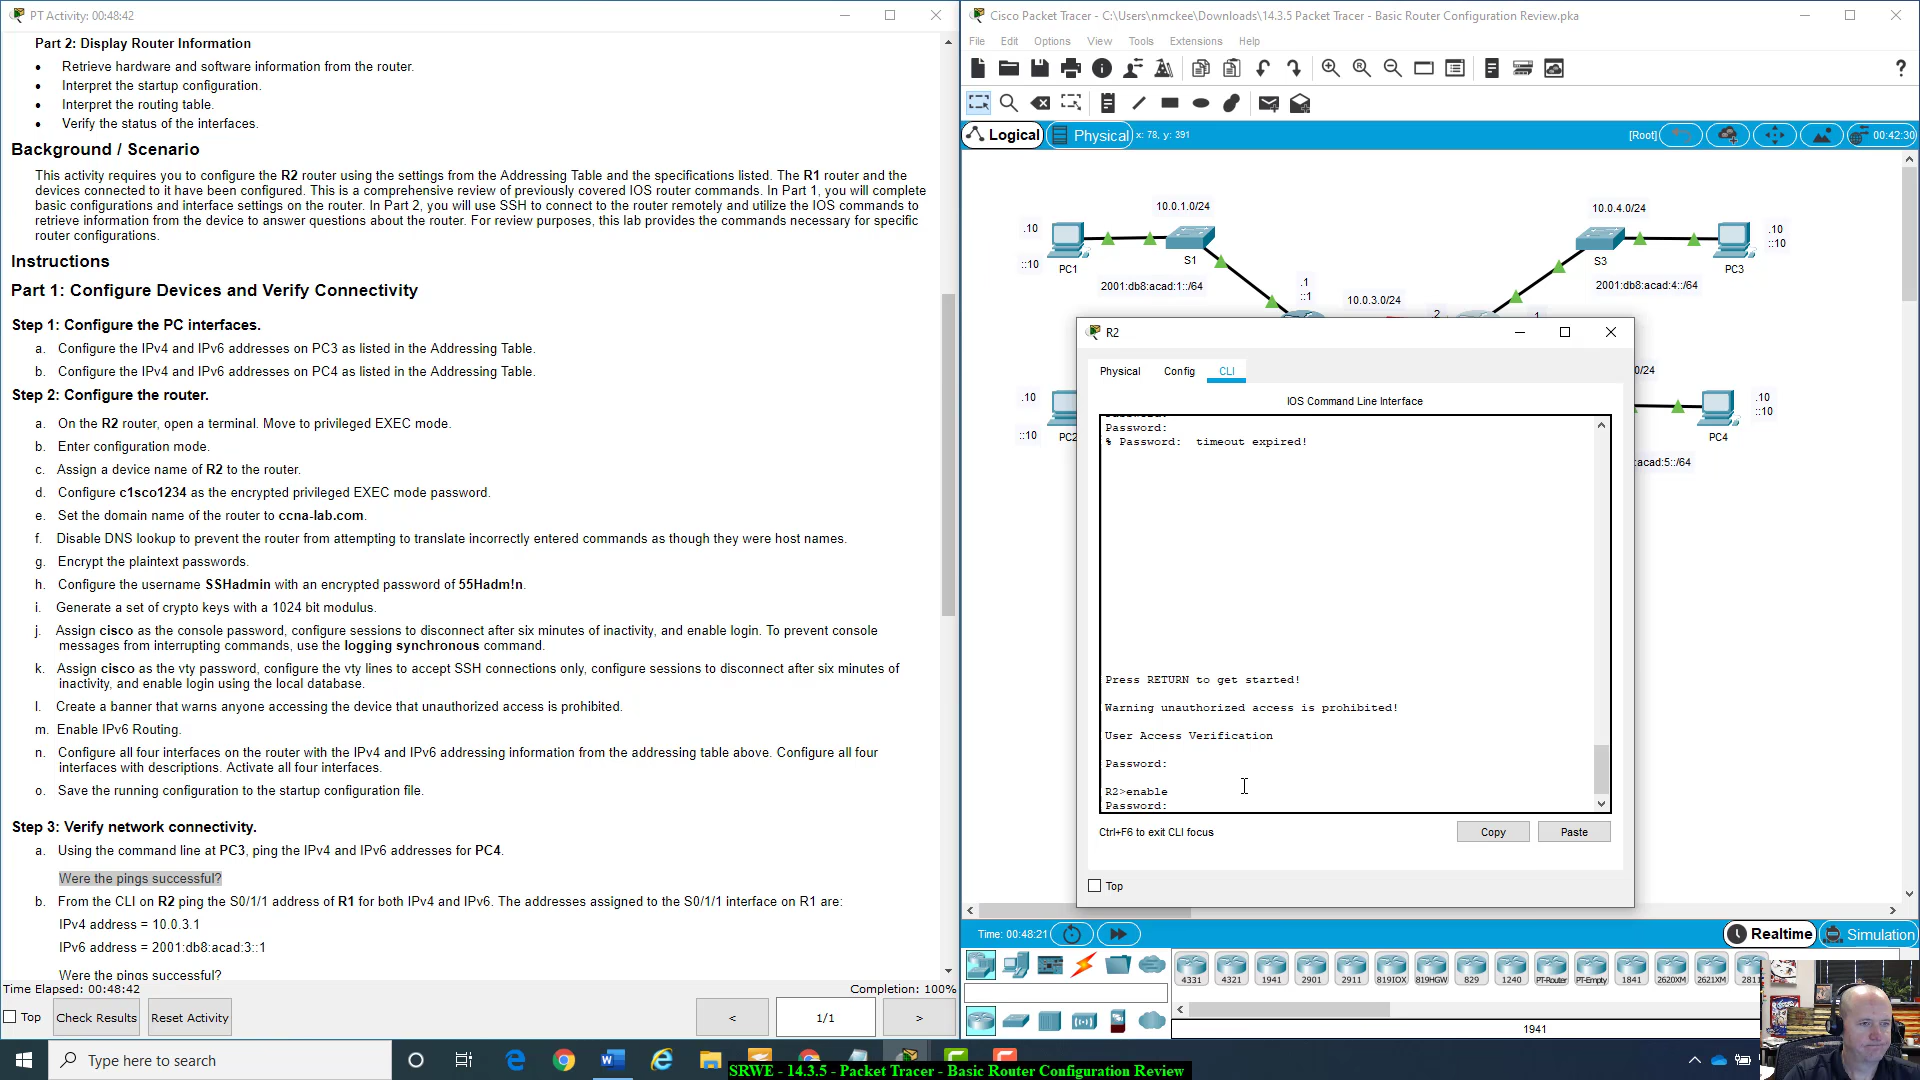 PT Activity: 00:48:42
Part 2: Display Router Information
• Retrieve hardware and software information from the router.
• Interpret the startup configuration.
• Interpret the routing table.
• Verify the status of the interfaces.
Background / Scenario
This activity requires you to configure the R2 router using the settings from the Addressing Table and the specifications listed. The R1 router and the
devices connected to it have been configured. This is a comprehensive review of previously covered IOS router commands. In Part 1, you will complete
basic configurations and interface settings on the router. In Part 2, you will use SSH to connect to the router remotely and utilize the IOS commands to
retrieve information from the device to answer questions about the router. For review purposes, this lab provides the commands necessary for specific
router configurations.
Instructions
Part 1: Configure Devices and Verify Connectivity
Step 1: Configure the PC interfaces.
a. Configure the IPv4 and IPv6 addresses on PC3 as listed in the Addressing Table.
b. Configure the IPv4 and IPv6 addresses on PC4 as listed in the Addressing Table.
Step 2: Configure the router.
a. On the R2 router, open a terminal. Move to privileged EXEC mode.
b. Enter configuration mode.
c. Assign a device name of R2 to the router.
d. Configure c1sco1234 as the encrypted privileged EXEC mode password.
e. Set the domain name of the router to ccna-lab.com.
f. Disable DNS lookup to prevent the router from attempting to translate incorrectly entered commands as though they were host names.
g. Encrypt the plaintext passwords.
h. Configure the username SSHadmin with an encrypted password of 55Hadm!n.
i. Generate a set of crypto keys with a 1024 bit modulus.
j. Assign cisco as the console password, configure sessions to disconnect after six minutes of inactivity, and enable login. To prevent console
messages from interrupting commands, use the logging synchronous command.
k. Assign cisco as the vty password, configure the vty lines to accept SSH connections only, configure sessions to disconnect after six minutes of
inactivity, and enable login using the local database.
l. Create a banner that warns anyone accessing the device that unauthorized access is prohibited.
m. Enable IPv6 Routing.
n. Configure all four interfaces on the router with the IPv4 and IPv6 addressing information from the addressing table above. Configure all four
interfaces with descriptions. Activate all four interfaces.
o. Save the running configuration to the startup configuration file.
Step 3: Verify network connectivity.
a. Using the command line at PC3, ping the IPv4 and IPv6 addresses for PC4.
Were the pings successful?
b. From the CLI on R2 ping the S0/1/1 address of R1 for both IPv4 and IPv6. The addresses assigned to the S0/1/1 interface on R1 are:
IPv4 address = 10.0.3.1
IPv6 address = 2001:db8:acad:3::1
Were the pings successful?
Time Elapsed: 00:48:42
Completion: 100%
Top
Check Results
Reset Activity
<
1/1
>
Cisco Packet Tracer - C:\Users\nmckee\Downloads\14.3.5 Packet Tracer - Basic Router Configuration Review.pka
File Edit Options View Tools Extensions Help
?
Logical
Physical
x: 78, y: 391
[Root]
00:42:30
10.0.1.0/24
10.0.4.0/24
.10
.10
::10
::10
PC1
S1
S3
PC3
2001:db8:acad:1::/64
2001:db8:acad:4::/64
.1
::1
10.0.3.0/24
.2
.1
.10
::10
PC2
0/24
.10
::10
PC4
:acad:5::/64
R2
Physical
Config
CLI
IOS Command Line Interface
Password:
Password:
% Password: timeout expired!
Press RETURN to get started!
Warning unauthorized access is prohibited!
User Access Verification
Password:
R2>enable
Password:
Ctrl+F6 to exit CLI focus
Copy
Paste
Top
Time: 00:48:21
Realtime
Simulation
4331 4321 1941 2901 2911 819IOX 819HGW 829 1240 PT-Router PT-Empty 1841 2620XM 2621XM 2811
1941
Type here to search
SRWE - 14.3.5 - Packet Tracer - Basic Router Configuration Review